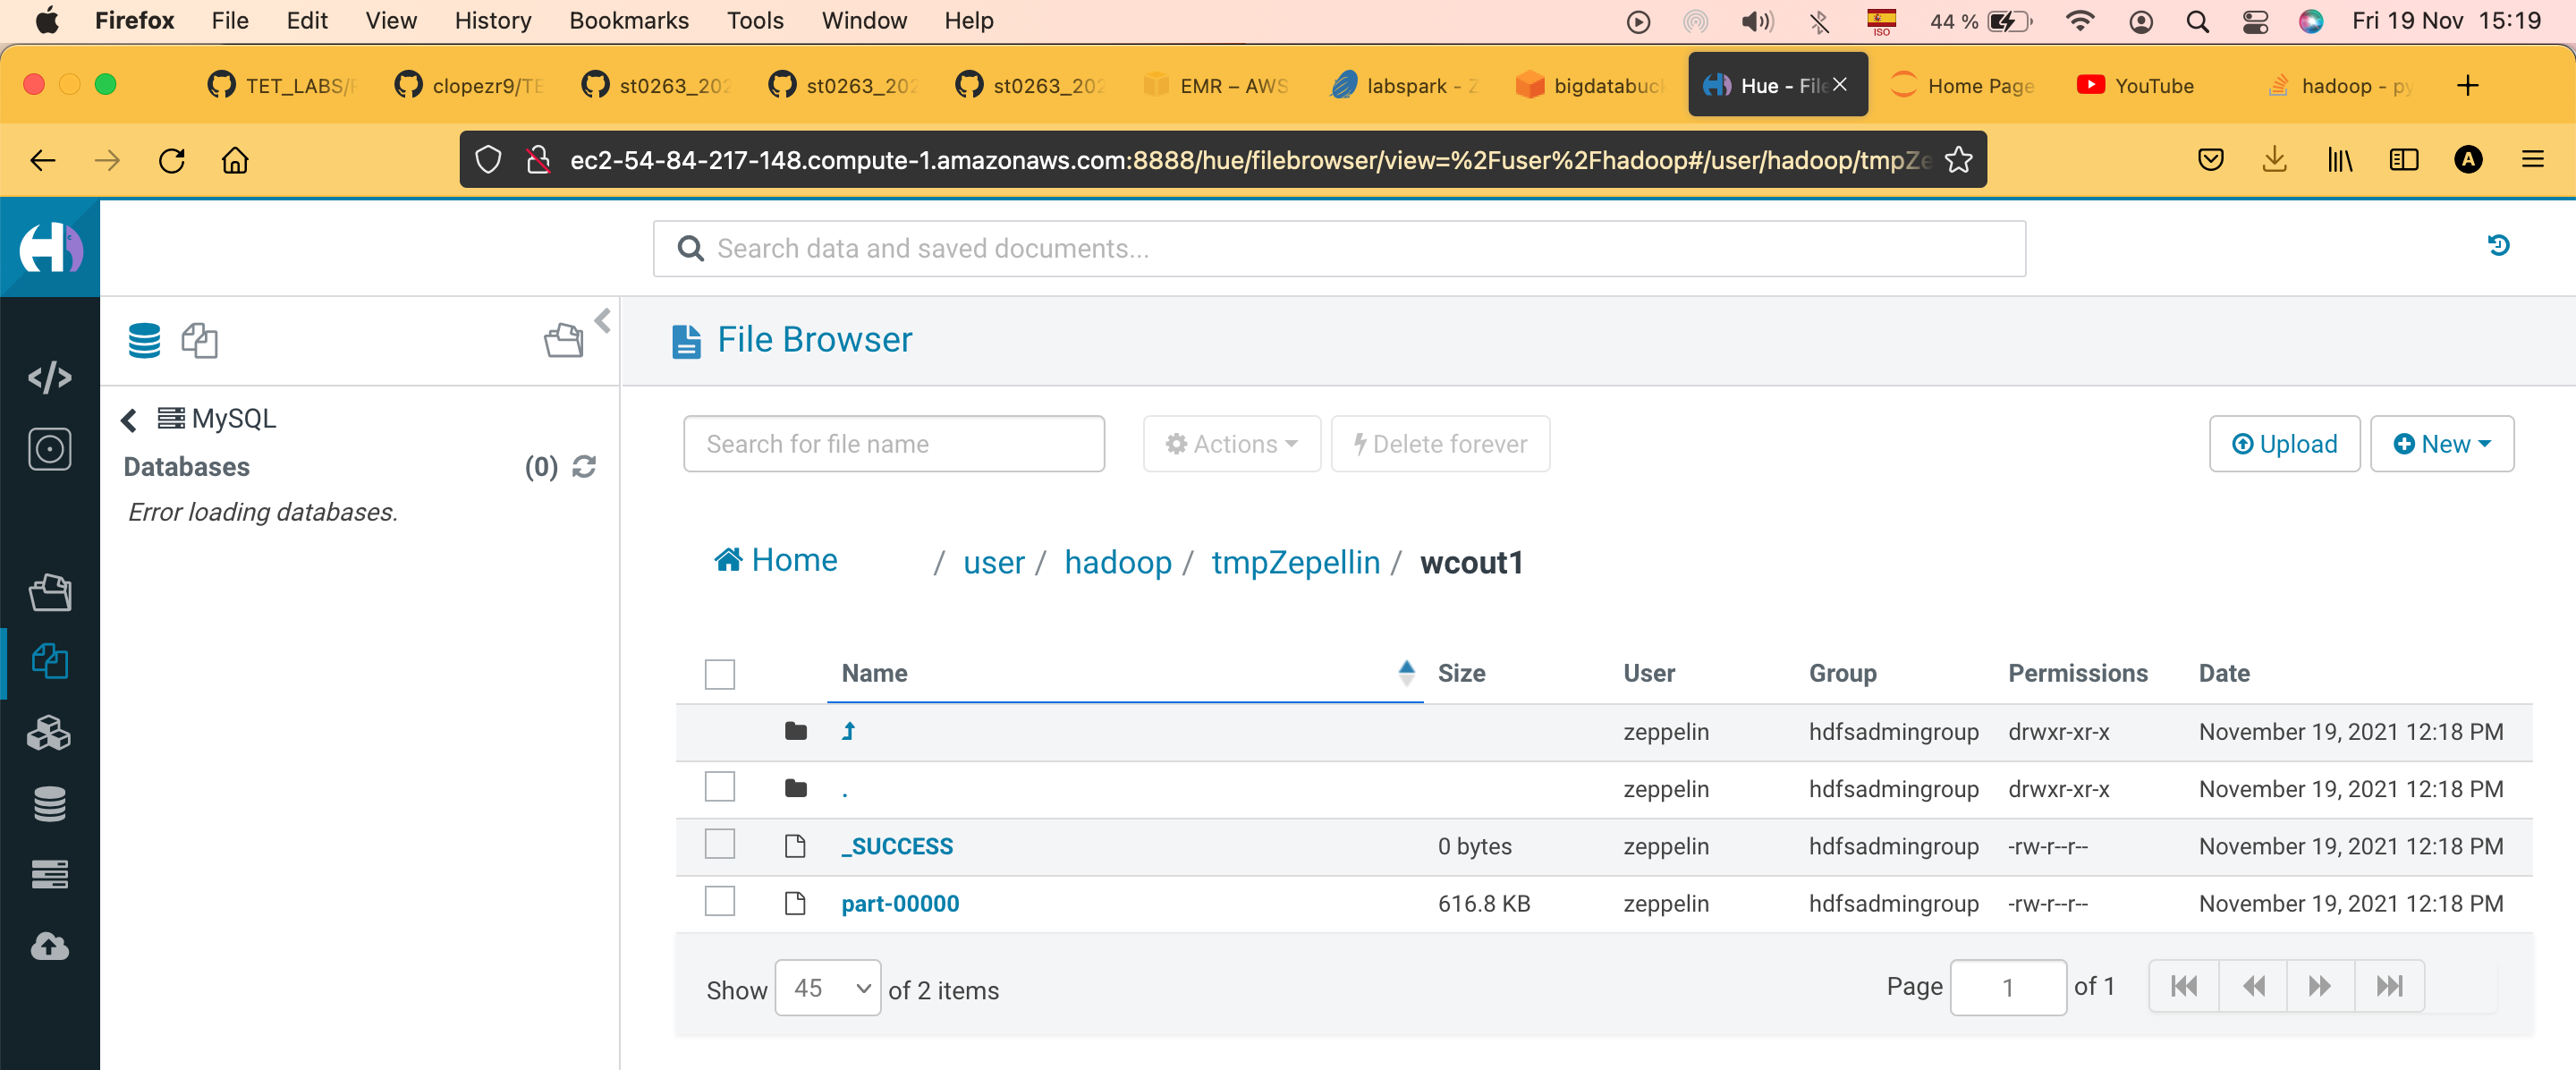 Firefox File Edit View History Bookmarks Tools Window Help ISO 44 % Fri 19 Nov 15:19
TET_LABS/ clopezr9/TE st0263_202 st0263_202 st0263_202 EMR – AWS labspark - Z bigdatabuc Hue - File Home Page YouTube hadoop - py
ec2-54-84-217-148.compute-1.amazonaws.com:8888/hue/filebrowser/view=%2Fuser%2Fhadoop#/user/hadoop/tmpZe A
Search data and saved documents...
File Browser
MySQL
Databases (0)
Error loading databases.
Search for file name Actions Delete forever Upload New
Home / user / hadoop / tmpZepellin / wcout1
Name Size User Group Permissions Date
zeppelin hdfsadmingroup drwxr-xr-x November 19, 2021 12:18 PM
. zeppelin hdfsadmingroup drwxr-xr-x November 19, 2021 12:18 PM
_SUCCESS 0 bytes zeppelin hdfsadmingroup -rw-r--r-- November 19, 2021 12:18 PM
part-00000 616.8 KB zeppelin hdfsadmingroup -rw-r--r-- November 19, 2021 12:18 PM
Show 45 of 2 items Page 1 of 1